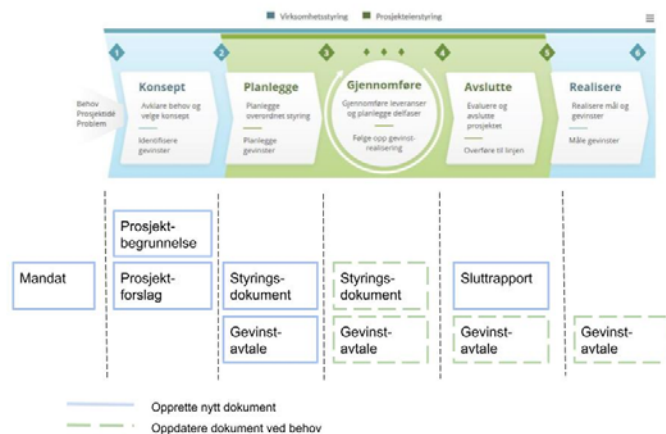 Virksomhetsstyring
Prosjekteierstyring
1
2
3
4
5
6
Behov
Prosjektidé
Problem
Konsept
Avklare behov og
velge konsept
Identifisere
gevinster
Planlegge
Planlegge
overordnet styring
Planlegge
gevinster
Gjennomføre
Gjennomføre leveranser
og planlegge delfaser
Følge opp gevinst-
realisering
Avslutte
Evaluere og
avslutte
prosjektet
Overføre til linjen
Realisere
Realisere mål og
gevinster
Måle gevinster
Prosjekt-
begrunnelse
Mandat
Prosjekt-
forslag
Styrings-
dokument
Styrings-
dokument
Sluttrapport
Gevinst-
avtale
Gevinst-
avtale
Gevinst-
avtale
Gevinst-
avtale
Opprette nytt dokument
Oppdatere dokument ved behov